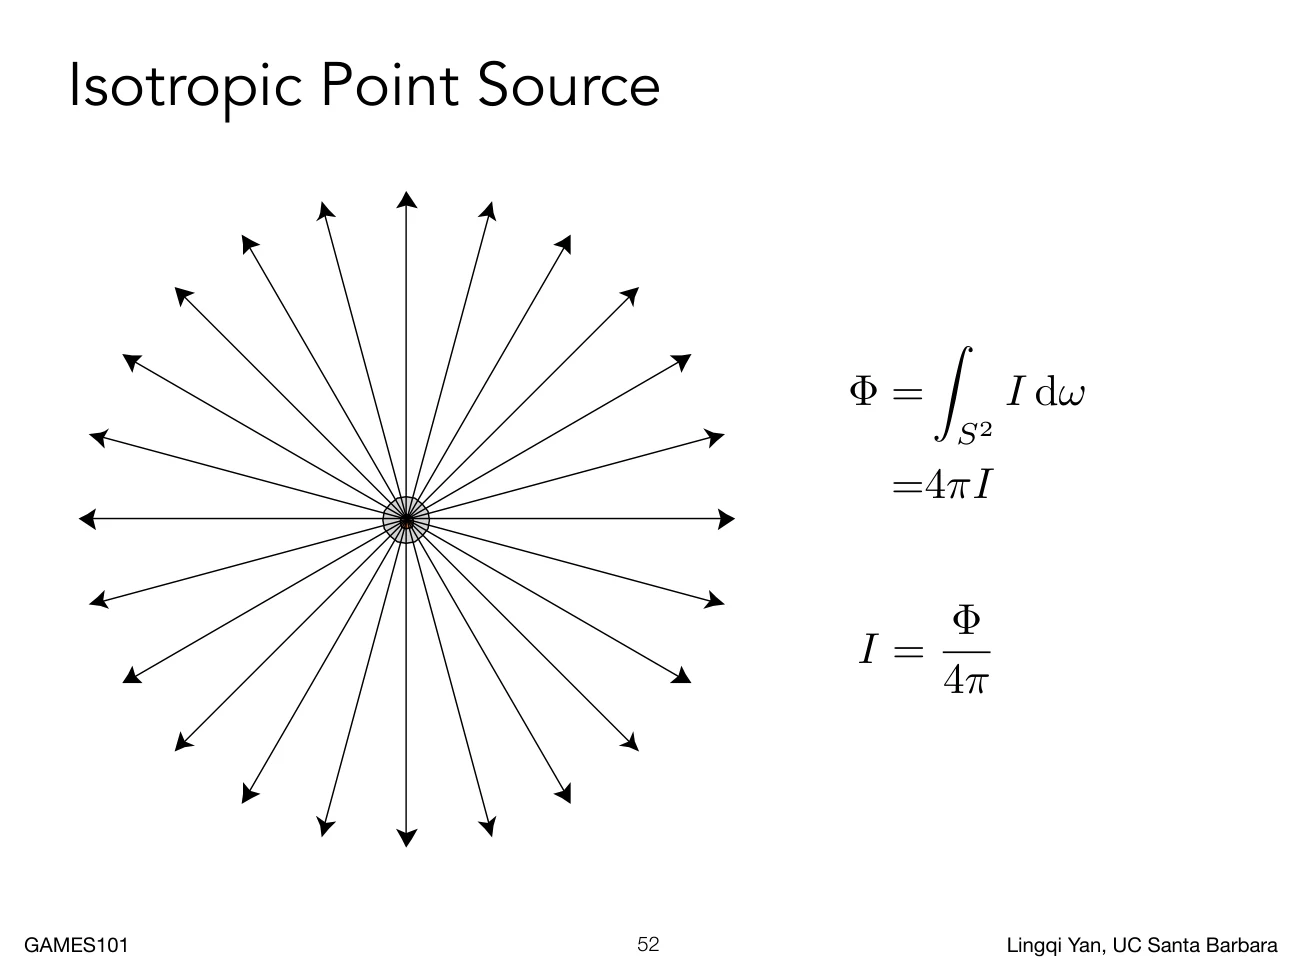 Isotropic Point Source
Φ = ∫_{S²} I dω
=4πI
I = Φ/4π
GAMES101
52
Lingqi Yan, UC Santa Barbara